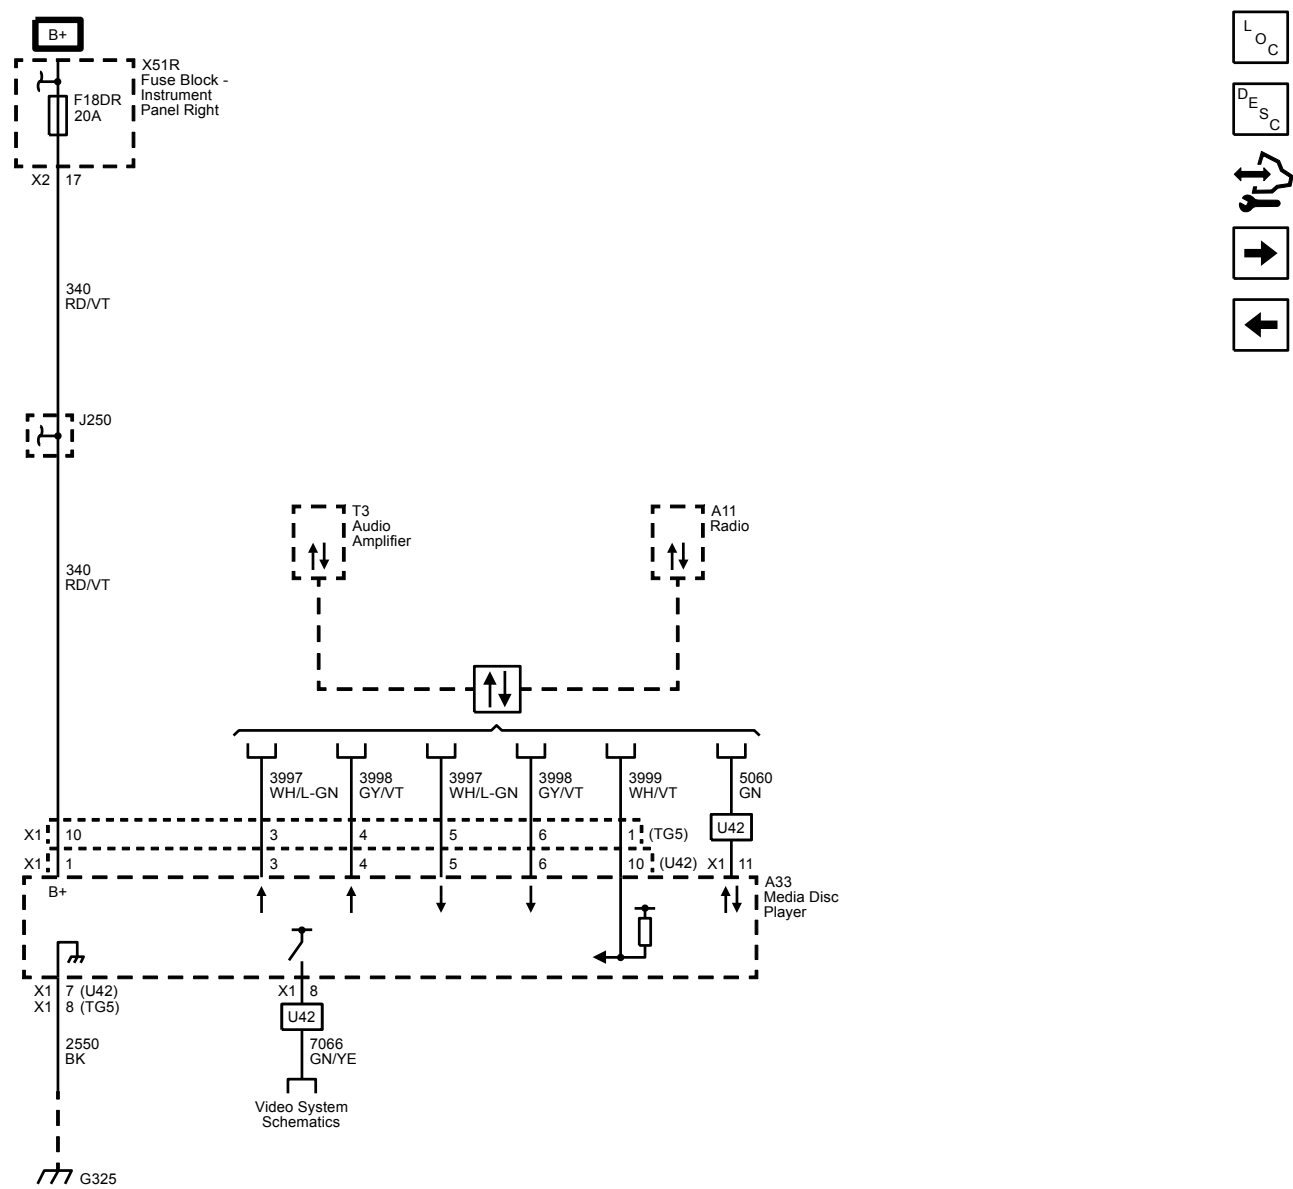 B+
X51R
Fuse Block -
Instrument
Panel Right
F18DR
20A
X2 17
340
RD/VT
J250
340
RD/VT
T3
Audio
Amplifier
A11
Radio
3997
WH/L-GN
3998
GY/VT
3997
WH/L-GN
3998
GY/VT
3999
WH/VT
5060
GN
U42
X1 10 3 4 5 6 1 (TG5)
X1 1 3 4 5 6 10 (U42) X1 11
B+
A33
Media Disc
Player
X1 7 (U42)
X1 8 (TG5)
X1 8
U42
2550
BK
7066
GN/YE
Video System
Schematics
G325
LOC
DESC